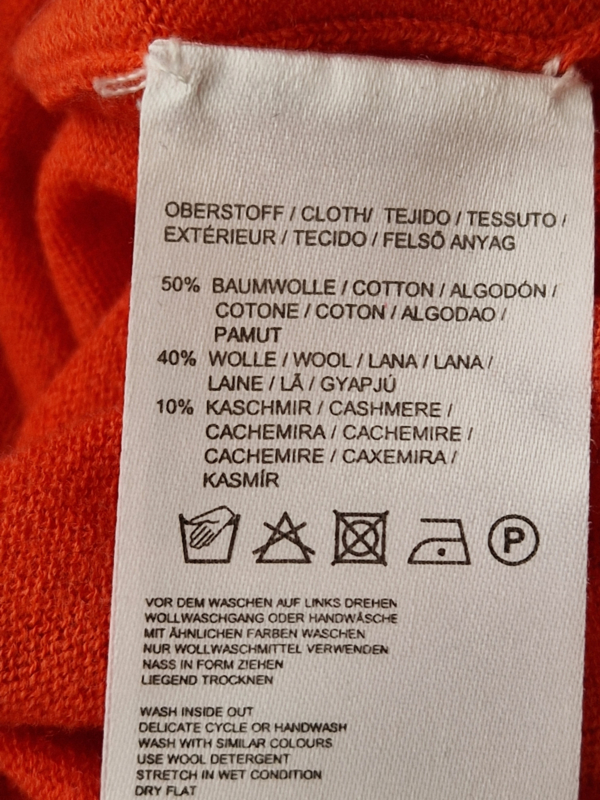 OBERSTOFF / CLOTH/ TEJIDO / TESSUTO /
EXTÉRIEUR / TECIDO / FELSŐ ANYAG
50% BAUMWOLLE / COTTON / ALGODÓN /
COTONE / COTON / ALGODAO /
PAMUT
40% WOLLE / WOOL / LANA / LANA /
LAINE / LÃ / GYAPJÚ
10% KASCHMIR / CASHMERE /
CACHEMIRA / CACHEMIRE /
CACHEMIRE / CAXEMIRA /
KASMÍR
P
VOR DEM WASCHEN AUF LINKS DREHEN
WOLLWASCHGANG ODER HANDWÄSCHE
MIT ÄHNLICHEN FARBEN WASCHEN
NUR WOLLWASCHMITTEL VERWENDEN
NASS IN FORM ZIEHEN
LIEGEND TROCKNEN
WASH INSIDE OUT
DELICATE CYCLE OR HANDWASH
WASH WITH SIMILAR COLOURS
USE WOOL DETERGENT
STRETCH IN WET CONDITION
DRY FLAT